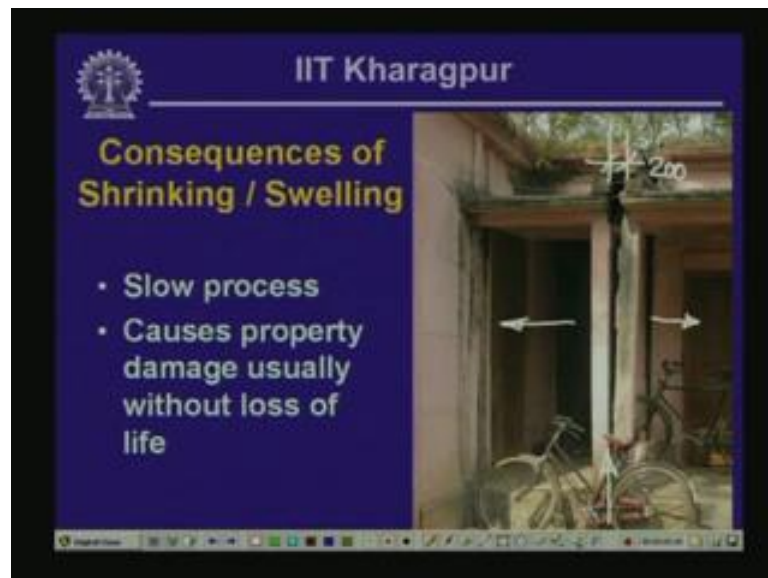 IIT Kharagpur
Consequences of
Shrinking / Swelling
• Slow process
• Causes property
damage usually
without loss of
life
200